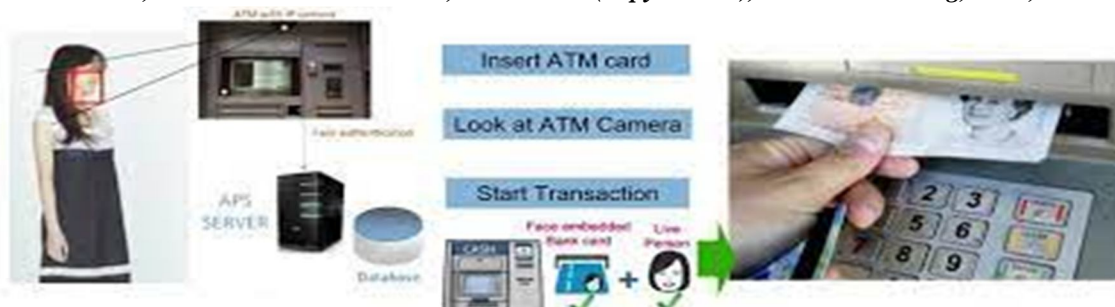 ATM with IP camera
Face authentication
APS
SERVER
Database
Insert ATM card
Look at ATM Camera
Start Transaction
Face embedded
Bank card
Live
Person
CASH
+
2 3
5 6
7 8 9